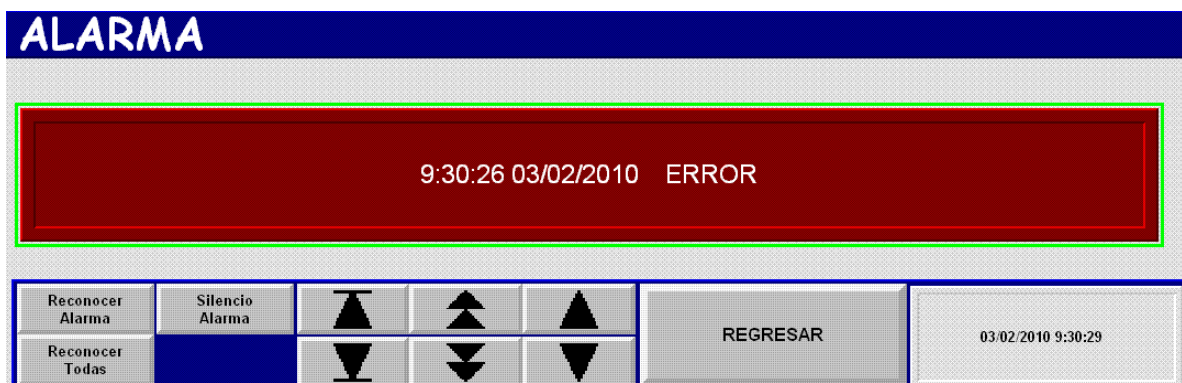 ALARMA
9:30:26 03/02/2010 ERROR
Reconocer
Alarma
Silencio
Alarma
Reconocer
Todas
REGRESAR
03/02/2010 9:30:29